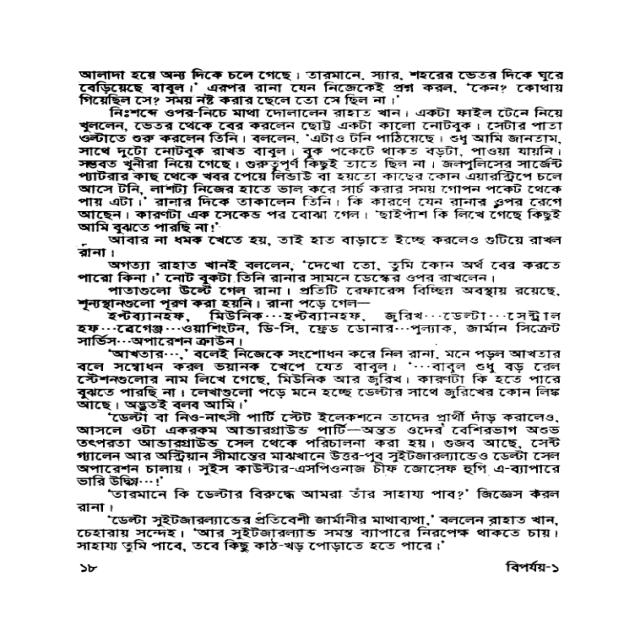 আলাদা হয়ে অন্য দিকে চলে গেছে। তারমানে, স্যার, শহরের ভেতর দিকে ঘুরে
বেড়িয়েছে বাবুল।' এরপর রানা যেন নিজেকেই প্রশ্ন করল, 'কেন? কোথায়
গিয়েছিল সে? সময় নষ্ট করার ছেলে তো সে ছিল না।'
নিঃশব্দে ওপর-নিচে মাথা দোলালেন রাহাত খান। একটা ফাইল টেনে নিয়ে
খুললেন, ভেতর থেকে বের করলেন ছোট্ট একটা কালো নোটবুক। সেটার পাতা
ওল্টাতে শুরু করলেন তিনি। বললেন, 'এটাও টনি পাঠিয়েছে। শুধু আমি জানতাম,
সাথে দুটো নোটবুক রাখত বাবুল। বুক পকেটে থাকত বড়টা, পাওয়া যায়নি।
সম্ভবত খুনীরা নিয়ে গেছে। গুরুত্বপূর্ণ কিছুই তাতে ছিল না। জলপুলিসের সার্জেন্ট
প্যাটরার কাছ থেকে খবর পেয়ে লিন্ডাউ বা হয়তো কাছের কোন এয়ারস্ট্রিপে চলে
আসে টনি, লাশটা নিজের হাতে ভাল করে সার্চ করার সময় গোপন পকেট থেকে
পায় এটা।' রানার দিকে তাকালেন তিনি। কি কারণে যেন রানার ওপর রেগে
আছেন। কারণটা এক সেকেন্ড পর বোঝা গেল। 'ছাইপাঁশ কি লিখে গেছে কিছুই
আমি বুঝতে পারছি না!'
আবার না ধমক খেতে হয়, তাই হাত বাড়াতে ইচ্ছে করলেও গুটিয়ে রাখল
রানা।
অগত্যা রাহাত খানই বললেন, 'দেখো তো, তুমি কোন অর্থ বের করতে
পারো কিনা।' নোট বুকটা তিনি রানার সামনে ডেস্কের ওপর রাখলেন।
পাতাগুলো উল্টে গেল রানা। প্রতিটি রেফারেন্স বিচ্ছিন্ন অবস্থায় রয়েছে,
শূন্যস্থানগুলো পূরণ করা হয়নি। রানা পড়ে গেল—
হপ্টব্যানহফ, মিউনিক···হপ্টব্যানহফ, জুরিখ···ডেল্টা···সেন্ট্রাল
হফ···ব্রেগেঞ্জ···ওয়াশিংটন, ডি-সি, ফ্রেড ডোনার···পুল্যাক, জার্মান সিক্রেট
সার্ভিস···অপারেশন ক্রাউন।
'আখতার···,' বলেই নিজেকে সংশোধন করে নিল রানা, মনে পড়ল আখতার
বলে সম্বোধন করল ভয়ানক খেপে যেত বাবুল। '···বাবুল শুধু বড় রেল
স্টেশনগুলোর নাম লিখে গেছে, মিউনিক আর জুরিখ। কারণটা কি হতে পারে
বুঝতে পারছি না। লেখাগুলো পড়ে মনে হচ্ছে ডেল্টার সাথে জুরিখের কোন লিঙ্ক
আছে। অদ্ভুতই বলব আমি।'
'ডেল্টা বা নিও-নাৎসী পার্টি স্টেট ইলেকশনে তাদের প্রার্থী দাঁড় করালেও,
আসলে ওটা একরকম আন্ডারগ্রাউন্ড পার্টি—অন্তত ওদের বেশিরভাগ অশুভ
তৎপরতা আন্ডারগ্রাউন্ড সেল থেকে পরিচালনা করা হয়। গুজব আছে, সেন্ট
গ্যালেন আর অস্ট্রিয়ান সীমান্তের মাঝখানে উত্তর-পূব সুইটজারল্যান্ডেও ডেল্টা সেল
অপারেশন চালায়। সুইস কাউন্টার-এসপিওনাজ চীফ জোসেফ হুগি এ-ব্যাপারে
ভারি উদ্বিগ্ন···!'
'তারমানে কি ডেল্টার বিরুদ্ধে আমরা তাঁর সাহায্য পাব?' জিজ্ঞেস করল
রানা।
'ডেল্টা সুইটজারল্যান্ডের প্রতিবেশী জার্মানীর মাথাব্যথা,' বললেন রাহাত খান,
চেহারায় সন্দেহ। 'আর সুইটজারল্যান্ড সমস্ত ব্যাপারে নিরপেক্ষ থাকতে চায়।
সাহায্য তুমি পাবে, তবে কিছু কাঠ-খড় পোড়াতে হতে পারে।'
১৮ বিপর্যয়-১